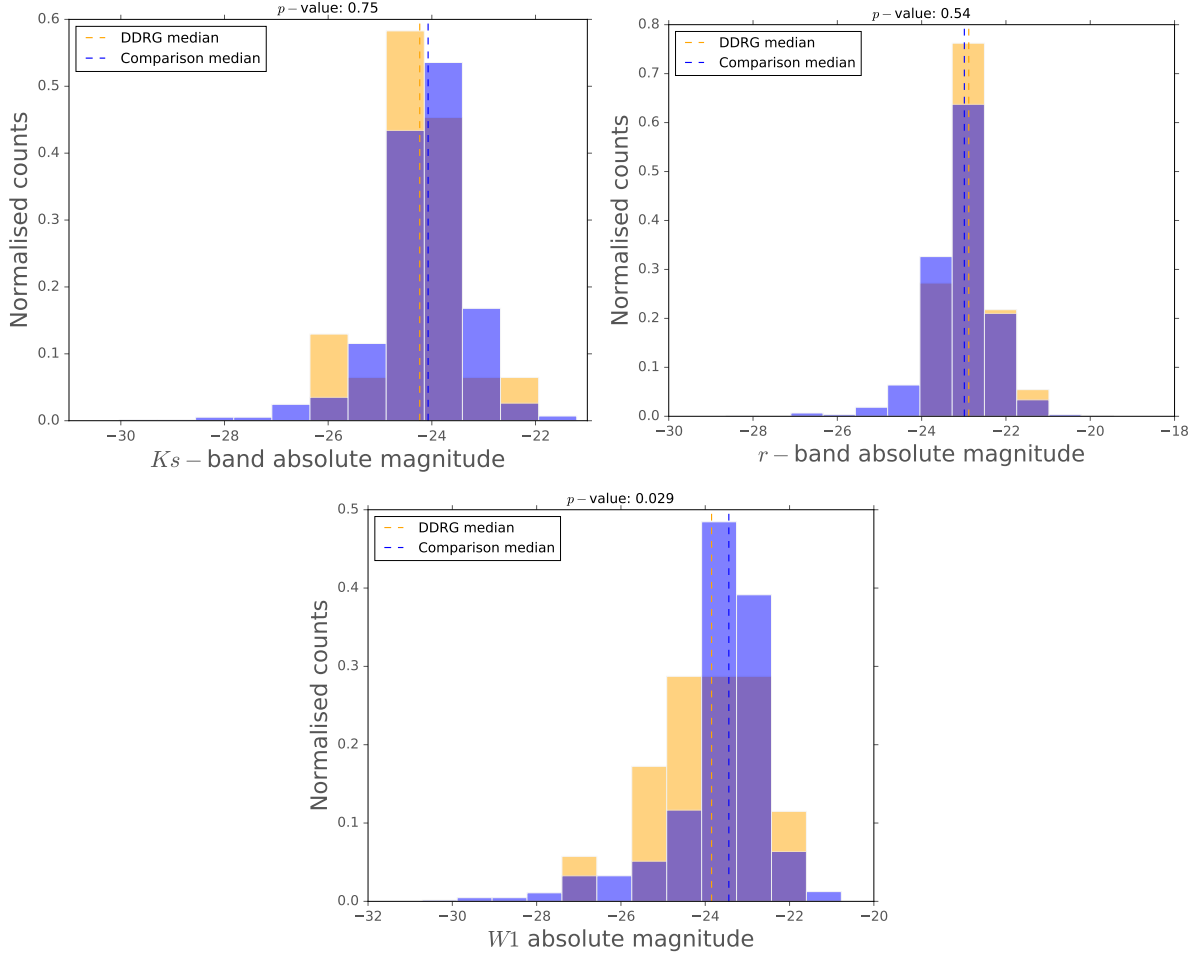 p − value: 0.75
DDRG median
Comparison median
Normalised counts
0.6
0.5
0.4
0.3
0.2
0.1
0.0
−30 −28 −26 −24 −22
Ks − band absolute magnitude
p − value: 0.54
DDRG median
Comparison median
Normalised counts
0.8
0.7
0.6
0.5
0.4
0.3
0.2
0.1
0.0
−30 −28 −26 −24 −22 −20 −18
r − band absolute magnitude
p − value: 0.029
DDRG median
Comparison median
Normalised counts
0.5
0.4
0.3
0.2
0.1
0.0
−32 −30 −28 −26 −24 −22 −20
W1 absolute magnitude